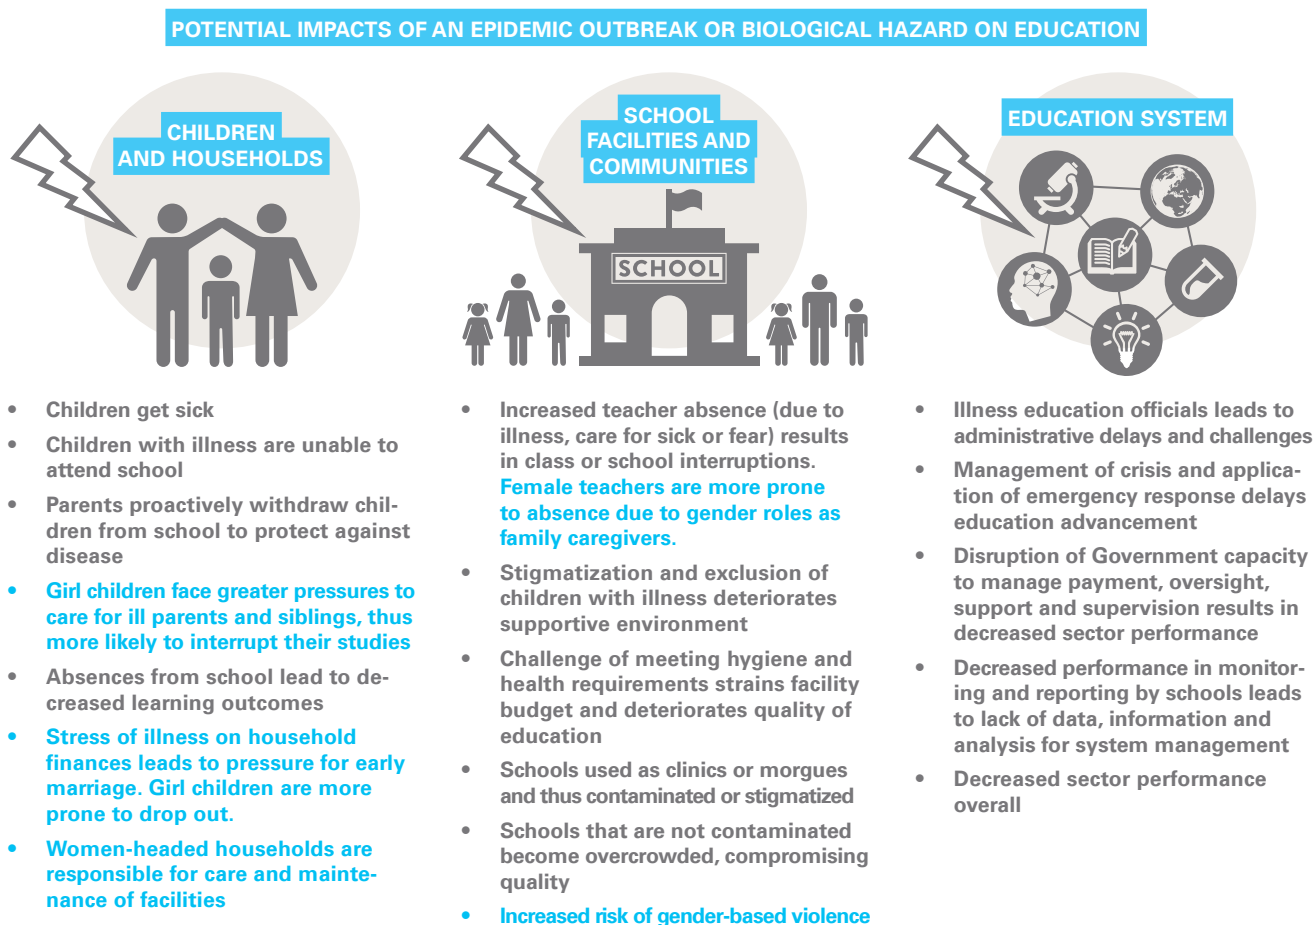 POTENTIAL IMPACTS OF AN EPIDEMIC OUTBREAK OR BIOLOGICAL HAZARD ON EDUCATION
CHILDREN
AND HOUSEHOLDS
• Children get sick
• Children with illness are unable to
attend school
• Parents proactively withdraw chil-
dren from school to protect against
disease
• Girl children face greater pressures to
care for ill parents and siblings, thus
more likely to interrupt their studies
• Absences from school lead to de-
creased learning outcomes
• Stress of illness on household
finances leads to pressure for early
marriage. Girl children are more
prone to drop out.
• Women-headed households are
responsible for care and mainte-
nance of facilities
SCHOOL
FACILITIES AND
COMMUNITIES
SCHOOL
• Increased teacher absence (due to
illness, care for sick or fear) results
in class or school interruptions.
Female teachers are more prone
to absence due to gender roles as
family caregivers.
• Stigmatization and exclusion of
children with illness deteriorates
supportive environment
• Challenge of meeting hygiene and
health requirements strains facility
budget and deteriorates quality of
education
• Schools used as clinics or morgues
and thus contaminated or stigmatized
• Schools that are not contaminated
become overcrowded, compromising
quality
• Increased risk of gender-based violence
EDUCATION SYSTEM
• Illness education officials leads to
administrative delays and challenges
• Management of crisis and applica-
tion of emergency response delays
education advancement
• Disruption of Government capacity
to manage payment, oversight,
support and supervision results in
decreased sector performance
• Decreased performance in monitor-
ing and reporting by schools leads
to lack of data, information and
analysis for system management
• Decreased sector performance
overall